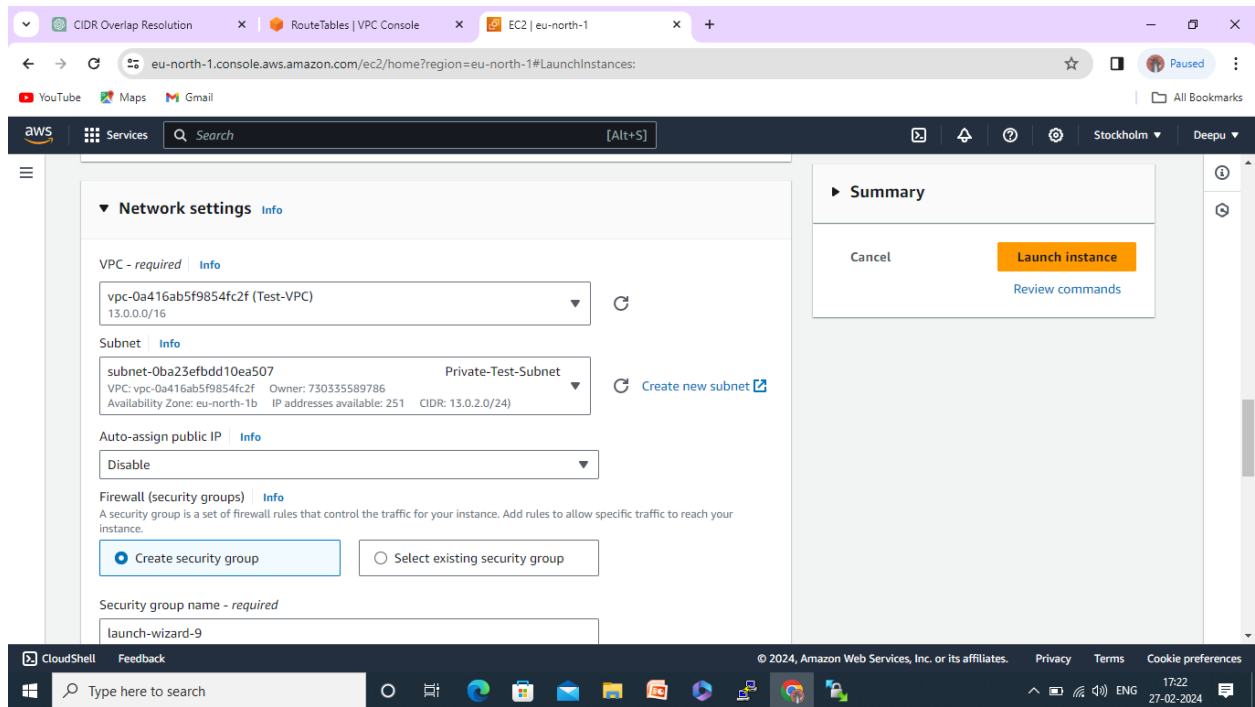 CIDR Overlap Resolution
RouteTables | VPC Console
EC2 | eu-north-1
eu-north-1.console.aws.amazon.com/ec2/home?region=eu-north-1#LaunchInstances:
Paused
YouTube
Maps
Gmail
All Bookmarks
aws
Services
Search
[Alt+S]
Stockholm
Deepu
Network settings Info
VPC - required Info
vpc-0a416ab5f9854fc2f (Test-VPC)
13.0.0.0/16
Subnet Info
subnet-0ba23efbdd10ea507 Private-Test-Subnet
VPC: vpc-0a416ab5f9854fc2f Owner: 730335589786
Availability Zone: eu-north-1b IP addresses available: 251 CIDR: 13.0.2.0/24)
Create new subnet
Auto-assign public IP Info
Disable
Firewall (security groups) Info
A security group is a set of firewall rules that control the traffic for your instance. Add rules to allow specific traffic to reach your
instance.
Create security group
Select existing security group
Security group name - required
launch-wizard-9
Summary
Cancel
Launch instance
Review commands
CloudShell
Feedback
© 2024, Amazon Web Services, Inc. or its affiliates.
Privacy
Terms
Cookie preferences
Type here to search
ENG
17:22
27-02-2024